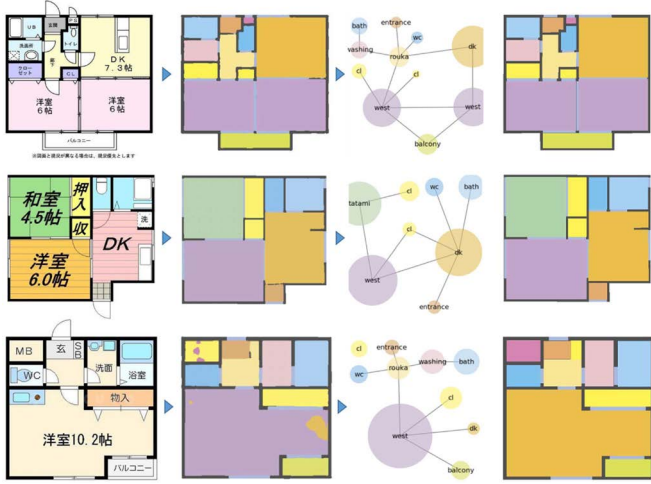 UB
玄関
PS
洗面所
トイレ
DK
7.3帖
廊下
クローゼット
CL
洋室
6帖
洋室
6帖
バルコニー
※図面と現況が異なる場合は、現況優先とします
bath
entrance
wc
washing
rouka
dk
cl
cl
west
west
balcony
和室
4.5帖
押入
収
洗
洋室
6.0帖
DK
tatami
cl
wc
bath
cl
dk
west
entrance
MB
玄
SB
洗面
浴室
WC
物入
洋室10.2帖
バルコニー
cl
entrance
washing
bath
wc
rouka
cl
west
dk
balcony